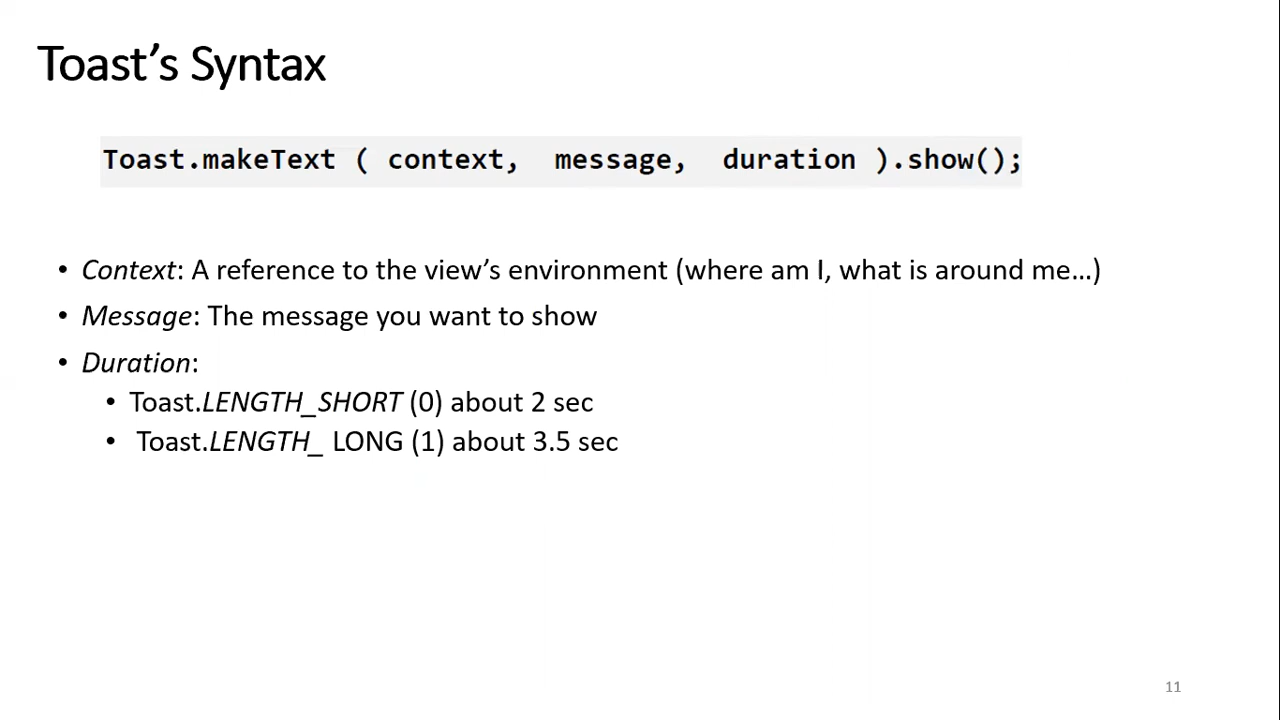 Toast’s Syntax
Toast.makeText ( context, message, duration ).show();
• Context: A reference to the view’s environment (where am I, what is around me…)
• Message: The message you want to show
• Duration:
• Toast.LENGTH_SHORT (0) about 2 sec
• Toast.LENGTH_ LONG (1) about 3.5 sec
11